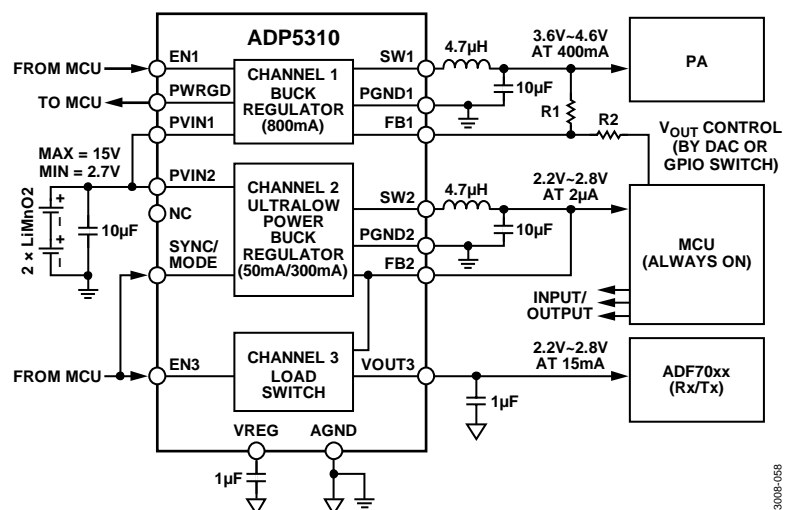 ADP5310
FROM MCU
EN1
CHANNEL 1
BUCK
REGULATOR
(800mA)
SW1
4.7µH
3.6V~4.6V
AT 400mA
PA
TO MCU
PWRGD
PGND1
10µF
R1
PVIN1
FB1
R2
VOUT CONTROL
(BY DAC OR
GPIO SWITCH)
MAX = 15V
MIN = 2.7V
PVIN2
CHANNEL 2
ULTRALOW
POWER
BUCK
REGULATOR
(50mA/300mA)
SW2
4.7µH
2.2V~2.8V
AT 2µA
MCU
(ALWAYS ON)
+
–
+
–
2 × LiMnO2
10µF
NC
PGND2
10µF
SYNC/
MODE
FB2
INPUT/
OUTPUT
FROM MCU
EN3
CHANNEL 3
LOAD
SWITCH
VOUT3
2.2V~2.8V
AT 15mA
ADF70xx
(Rx/Tx)
1µF
VREG
AGND
1µF
3008-058